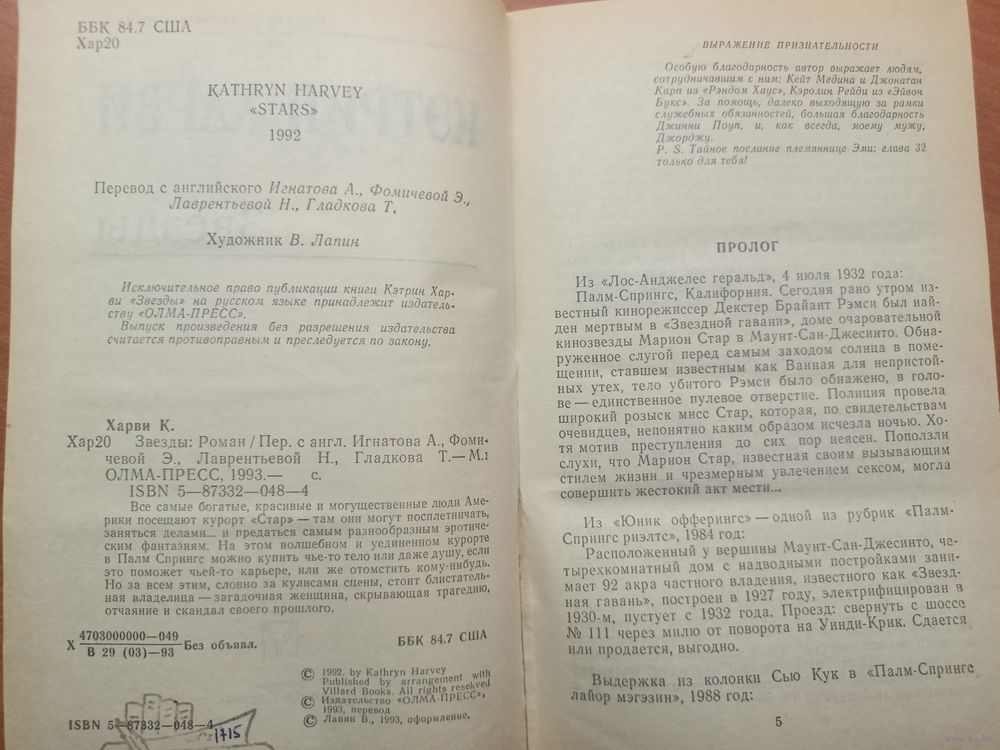 ББК 84.7 США
Хар20
KATHRYN HARVEY
«STARS»
1992
Перевод с английского Игнатова А., Фомичевой Э.,
Лаврентьевой Н., Гладкова Т.
Художник В. Лапин
Исключительное право публикации книги Кэтрин Хар-
ви «Звезды» на русском языке принадлежит издатель-
ству «ОЛМА-ПРЕСС».
Выпуск произведения без разрешения издательства
считается противоправным и преследуется по закону.
Харви К.
Хар20 Звезды: Роман / Пер. с англ. Игнатова А., Фоми-
чевой Э., Лаврентьевой Н., Гладкова Т.— М.:
ОЛМА-ПРЕСС, 1993.— с.
ISBN 5—87332—048—4
Все самые богатые, красивые и могущественные люди Аме-
рики посещают курорт «Стар» — там они могут посплетничать,
заняться делами... и предаться самым разнообразным эротиче-
ским фантазиям. На этом волшебном и уединенном курорте
в Палм Спрингс можно купить чье-то тело или даже душу, если
это поможет чьей-то карьере, или же отомстить кому-нибудь.
Но за всем этим, словно за кулисами сцены, стоит блистатель-
ная владелица — загадочная женщина, скрывающая трагедию,
отчаяние и скандал своего прошлого.
Х 4703000000—049
В 29 (03)—93 Без объявл.
ББК 84.7 США
© 1992. by Kathryn Harvey
Published by arrangement with
Villard Books. All rights resekved
© Издательство «ОЛМА-ПРЕСС»,
1993, перевод
© Лапин В., 1993, оформление.
ISBN 5—87332—048—4
1715
ВЫРАЖЕНИЕ ПРИЗНАТЕЛЬНОСТИ
Особую благодарность автор выражает людям,
сотрудничавшим с ним: Кейт Медина и Джонатан
Карп из «Рэндом Хаус», Кэролин Рейди из «Эйвон
Букс». За помощь, далеко выходящую за рамки
служебных обязанностей, большая благодарность
Джинни Поуп, и, как всегда, моему мужу,
Джорджу.
P. S. Тайное послание племяннице Эми: глава 32
только для тебя!
ПРОЛОГ
Из «Лос-Анджелес геральд», 4 июля 1932 года:
Палм-Спрингс, Калифорния. Сегодня рано утром из-
вестный кинорежиссер Декстер Брайант Рэмси был най-
ден мертвым в «Звездной гавани», доме очаровательной
кинозвезды Марион Стар в Маунт-Сан-Джесинто. Обна-
руженное слугой перед самым заходом солнца в поме-
щении, ставшем известным как Ванная для непристой-
ных утех, тело убитого Рэмси было обнажено, в голо-
ве — единственное пулевое отверстие. Полиция провела
широкий розыск мисс Стар, которая, по свидетельствам
очевидцев, непонятно каким образом исчезла ночью. Хо-
тя мотив преступления до сих пор неясен. Поползли
слухи, что Марион Стар, известная своим вызывающим
стилем жизни и чрезмерным увлечением сексом, могла
совершить жестокий акт мести...
Из «Юник офферингс» — одной из рубрик «Палм-
Спрингс риэлтс», 1984 год:
Расположенный у вершины Маунт-Сан-Джесинто, че-
тырехкомнатый дом с надводными постройками зани-
мает 92 акра частного владения, известного как «Звезд-
ная гавань», построен в 1927 году, электрифицирован в
1930-м, пустует с 1932 года. Проезд: свернуть с шоссе
№ 111 через милю от поворота на Уинди-Крик. Сдается
или продается, выгодно.
Выдержка из колонки Сью Кук в «Палм-Спрингс
лайор мэгэзин», 1988 год:
5